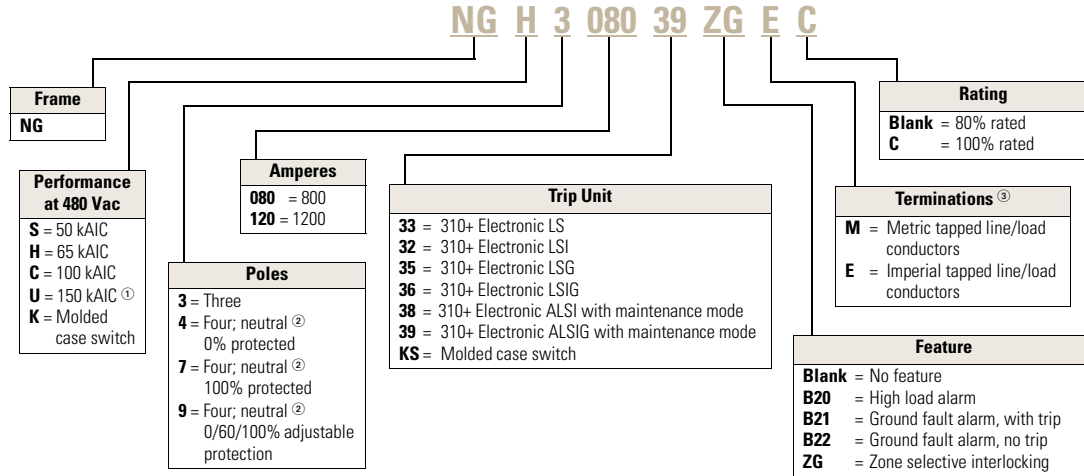 NG H 3 080 39 ZG E C
Frame
NG
Performance
at 480 Vac
S = 50 kAIC
H = 65 kAIC
C = 100 kAIC
U = 150 kAIC ①
K = Molded
case switch
Poles
3 = Three
4 = Four; neutral ②
0% protected
7 = Four; neutral ②
100% protected
9 = Four; neutral ②
0/60/100% adjustable
protection
Amperes
080 = 800
120 = 1200
Trip Unit
33 = 310+ Electronic LS
32 = 310+ Electronic LSI
35 = 310+ Electronic LSG
36 = 310+ Electronic LSIG
38 = 310+ Electronic ALSI with maintenance mode
39 = 310+ Electronic ALSIG with maintenance mode
KS = Molded case switch
Rating
Blank = 80% rated
C = 100% rated
Terminations ③
M = Metric tapped line/load
conductors
E = Imperial tapped line/load
conductors
Feature
Blank = No feature
B20 = High load alarm
B21 = Ground fault alarm, with trip
B22 = Ground fault alarm, no trip
ZG = Zone selective interlocking